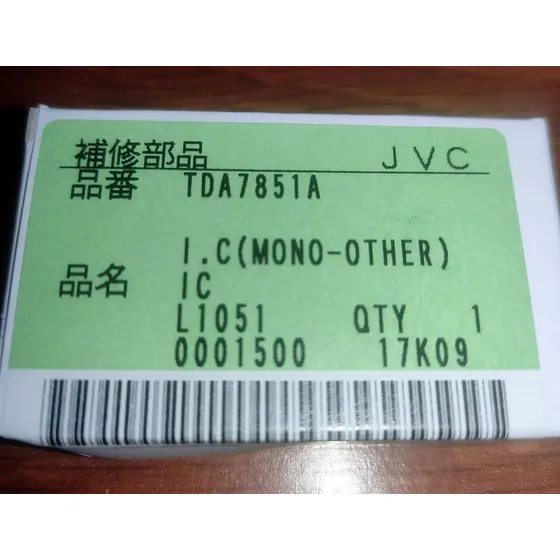 補修部品 JVC
品番 TDA7851A
I.C(MONO-OTHER)
品名 IC
L1051 QTY 1
0001500 17K09